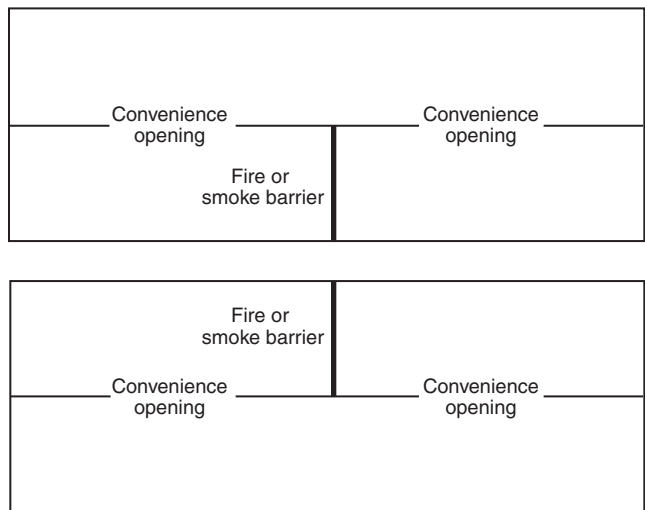 Convenience
opening
Convenience
opening
Fire or
smoke barrier
Fire or
smoke barrier
Convenience
opening
Convenience
opening